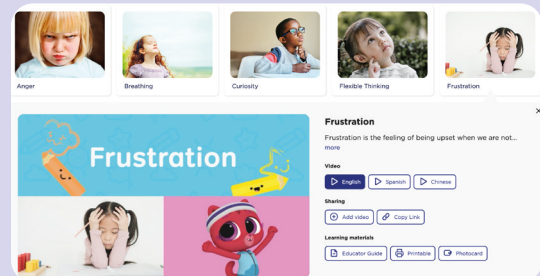 Anger
Breathing
Curiosity
Flexible Thinking
Frustration
Frustration
Frustration
Frustration is the feeling of being upset when we are not...
more
Video
English
Spanish
Chinese
Sharing
Add video
Copy Link
Learning materials
Educator Guide
Printable
Photocard